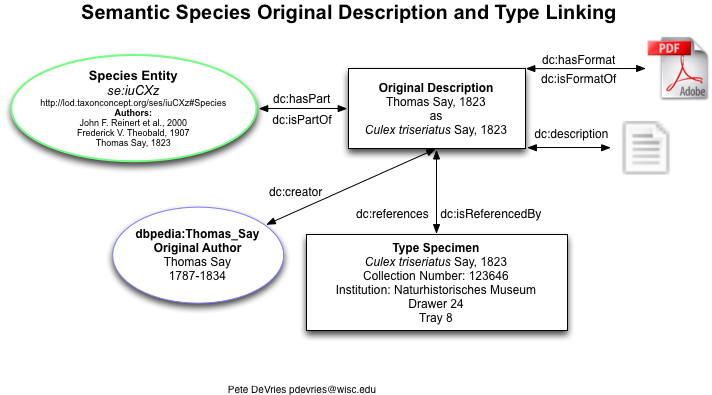 Semantic Species Original Description and Type Linking
Species Entity
se:iuCXz
http://lod.taxonconcept.org/ses/iuCXz#Species
Authors:
John F. Reinert et al., 2000
Frederick V. Theobald, 1907
Thomas Say, 1823
dc:hasPart
dc:isPartOf
Original Description
Thomas Say, 1823
as
Culex triseriatus Say, 1823
dc:hasFormat
dc:isFormatOf
PDF
Adobe
dc:description
dc:creator
dc:references
dc:isReferencedBy
dbpedia:Thomas_Say
Original Author
Thomas Say
1787-1834
Type Specimen
Culex triseriatus Say, 1823
Collection Number: 123646
Institution: Naturhistorisches Museum
Drawer 24
Tray 8
Pete DeVries pdevries@wisc.edu